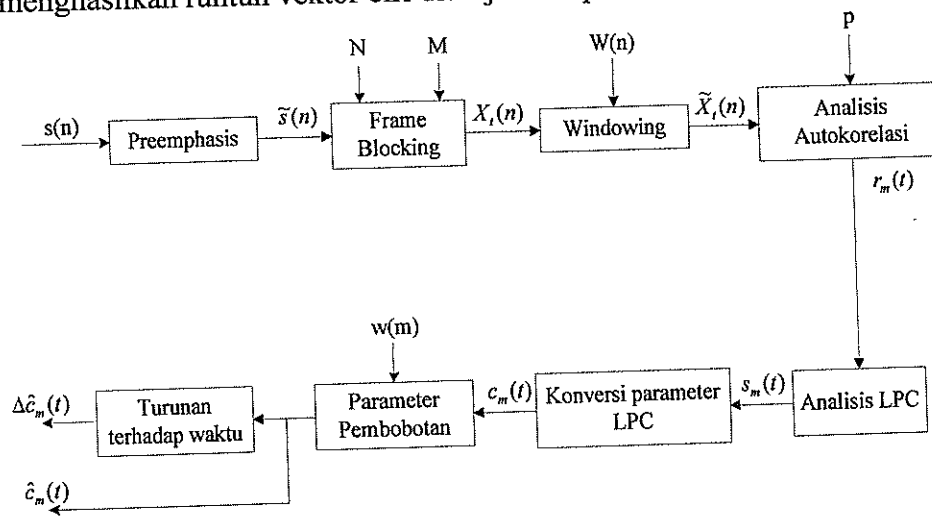 menghasilkan runtun vektor ciri
N
M
W(n)
p
s(n)
Preemphasis
s̃(n)
Frame
Blocking
X_t(n)
Windowing
X̃_t(n)
Analisis
Autokorelasi
r_m(t)
w(m)
Δĉ_m(t)
Turunan
terhadap waktu
Parameter
Pembobotan
c_m(t)
Konversi parameter
LPC
s_m(t)
Analisis LPC
ĉ_m(t)